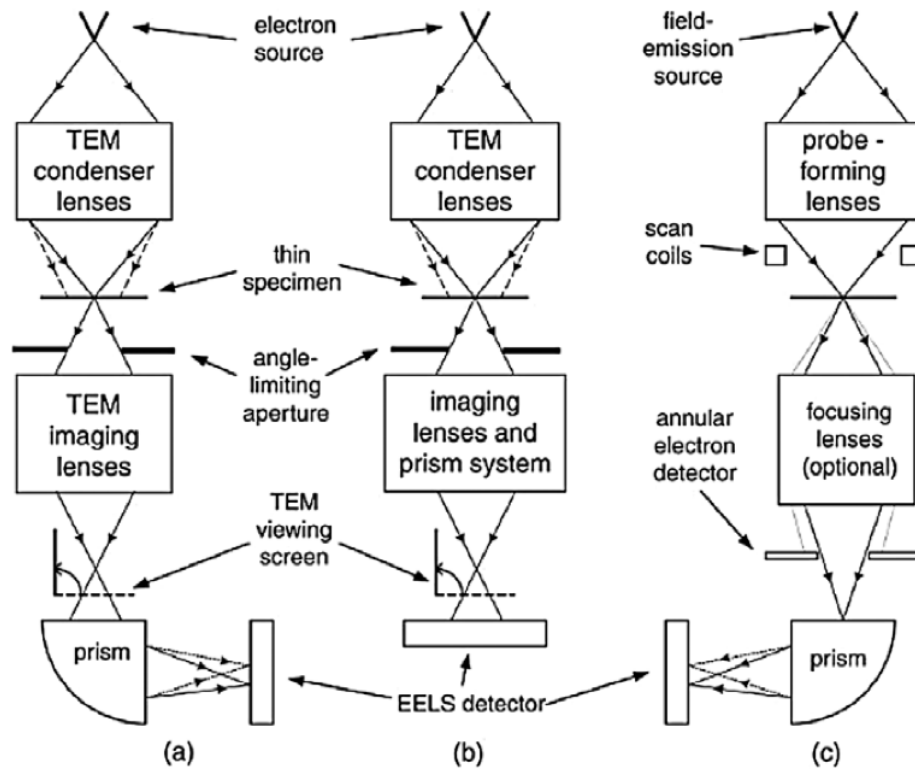 electron
source
field-
emission
source
TEM
condenser
lenses
TEM
condenser
lenses
probe -
forming
lenses
scan
coils
thin
specimen
angle-
limiting
aperture
TEM
imaging
lenses
imaging
lenses and
prism system
focusing
lenses
(optional)
annular
electron
detector
TEM
viewing
screen
prism
prism
EELS detector
(a)
(b)
(c)